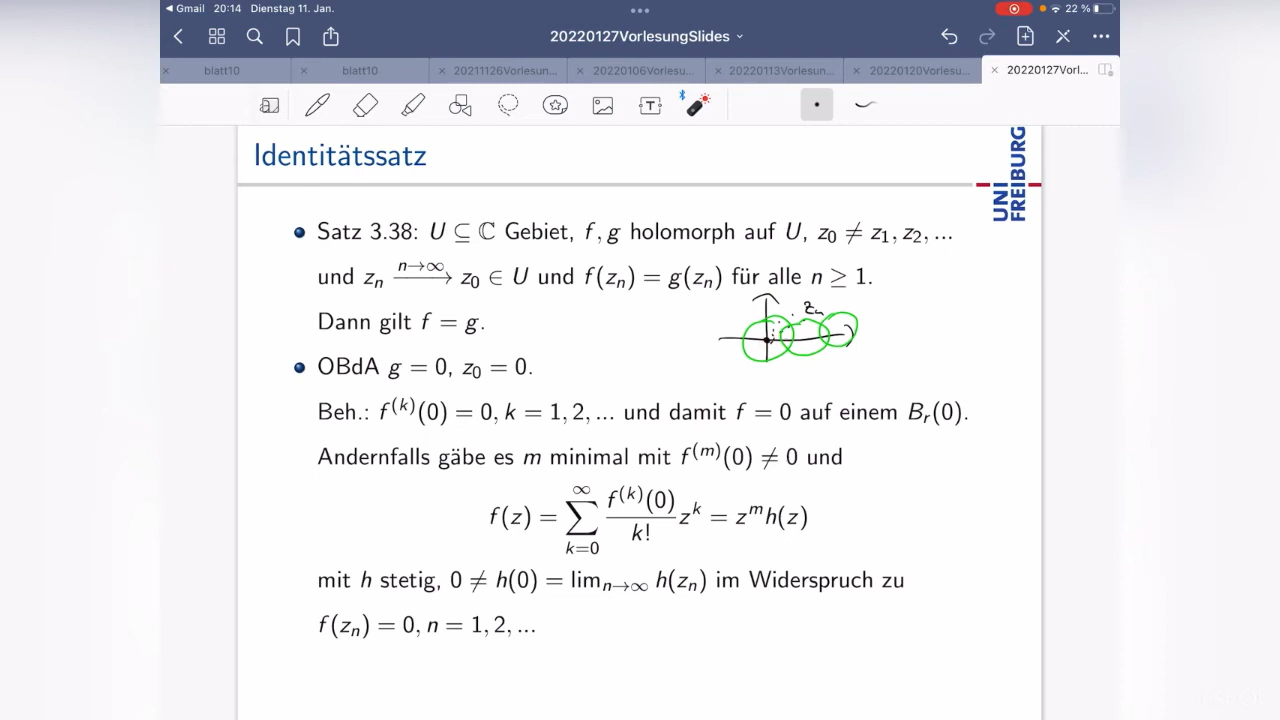 ◀ Gmail 20:14 Dienstag 11. Jan. 22 %
20220127VorlesungSlides
blatt10 blatt10 20211126Vorlesun... 20220106Vorlesu... 20220113Vorlesun... 20220120Vorlesu... 20220127Vorl...
Identitätssatz
UNI
FREIBURG
Satz 3.38: U ⊆ ℂ Gebiet, f, g holomorph auf U, z₀ ≠ z₁, z₂, ...
und zₙ →(n→∞) z₀ ∈ U und f(zₙ) = g(zₙ) für alle n ≥ 1.
zₙ
Dann gilt f = g.
OBdA g = 0, z₀ = 0.
Beh.: f⁽ᵏ⁾(0) = 0, k = 1, 2, ... und damit f = 0 auf einem Bᵣ(0).
Andernfalls gäbe es m minimal mit f⁽ᵐ⁾(0) ≠ 0 und
f(z) = ∑_{k=0}^{∞} f⁽ᵏ⁾(0)/k! zᵏ = zᵐh(z)
mit h stetig, 0 ≠ h(0) = limₙ→∞ h(zₙ) im Widerspruch zu
f(zₙ) = 0, n = 1, 2, ...